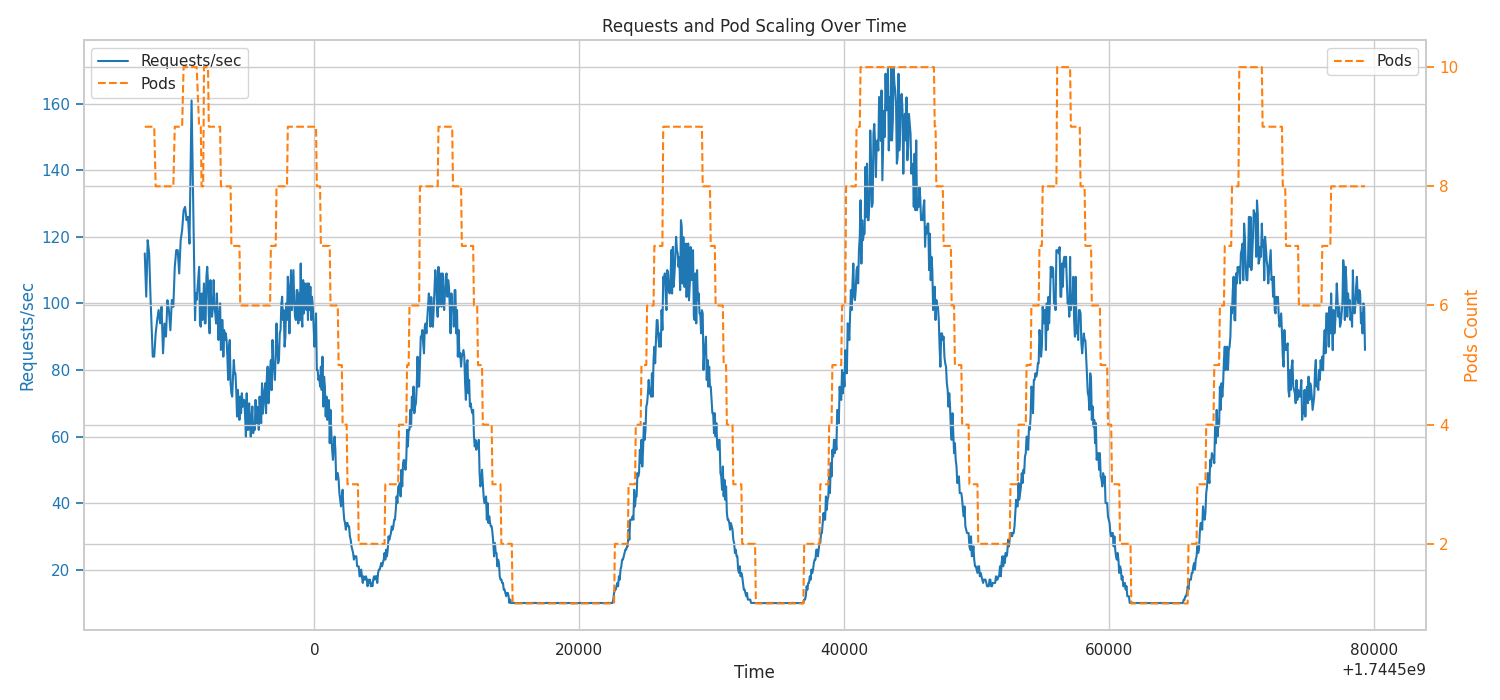 Requests and Pod Scaling Over Time
Requests/sec
Pods
Pods
160
140
120
100
80
60
40
20
Requests/sec
10
8
6
4
2
Pods Count
0
20000
40000
60000
80000
+1.7445e9
Time